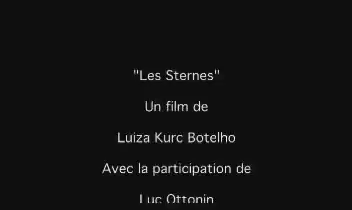 "Les Sternes"
Un film de
Luiza Kurc Botelho
Avec la participation de
Luc Ottonin